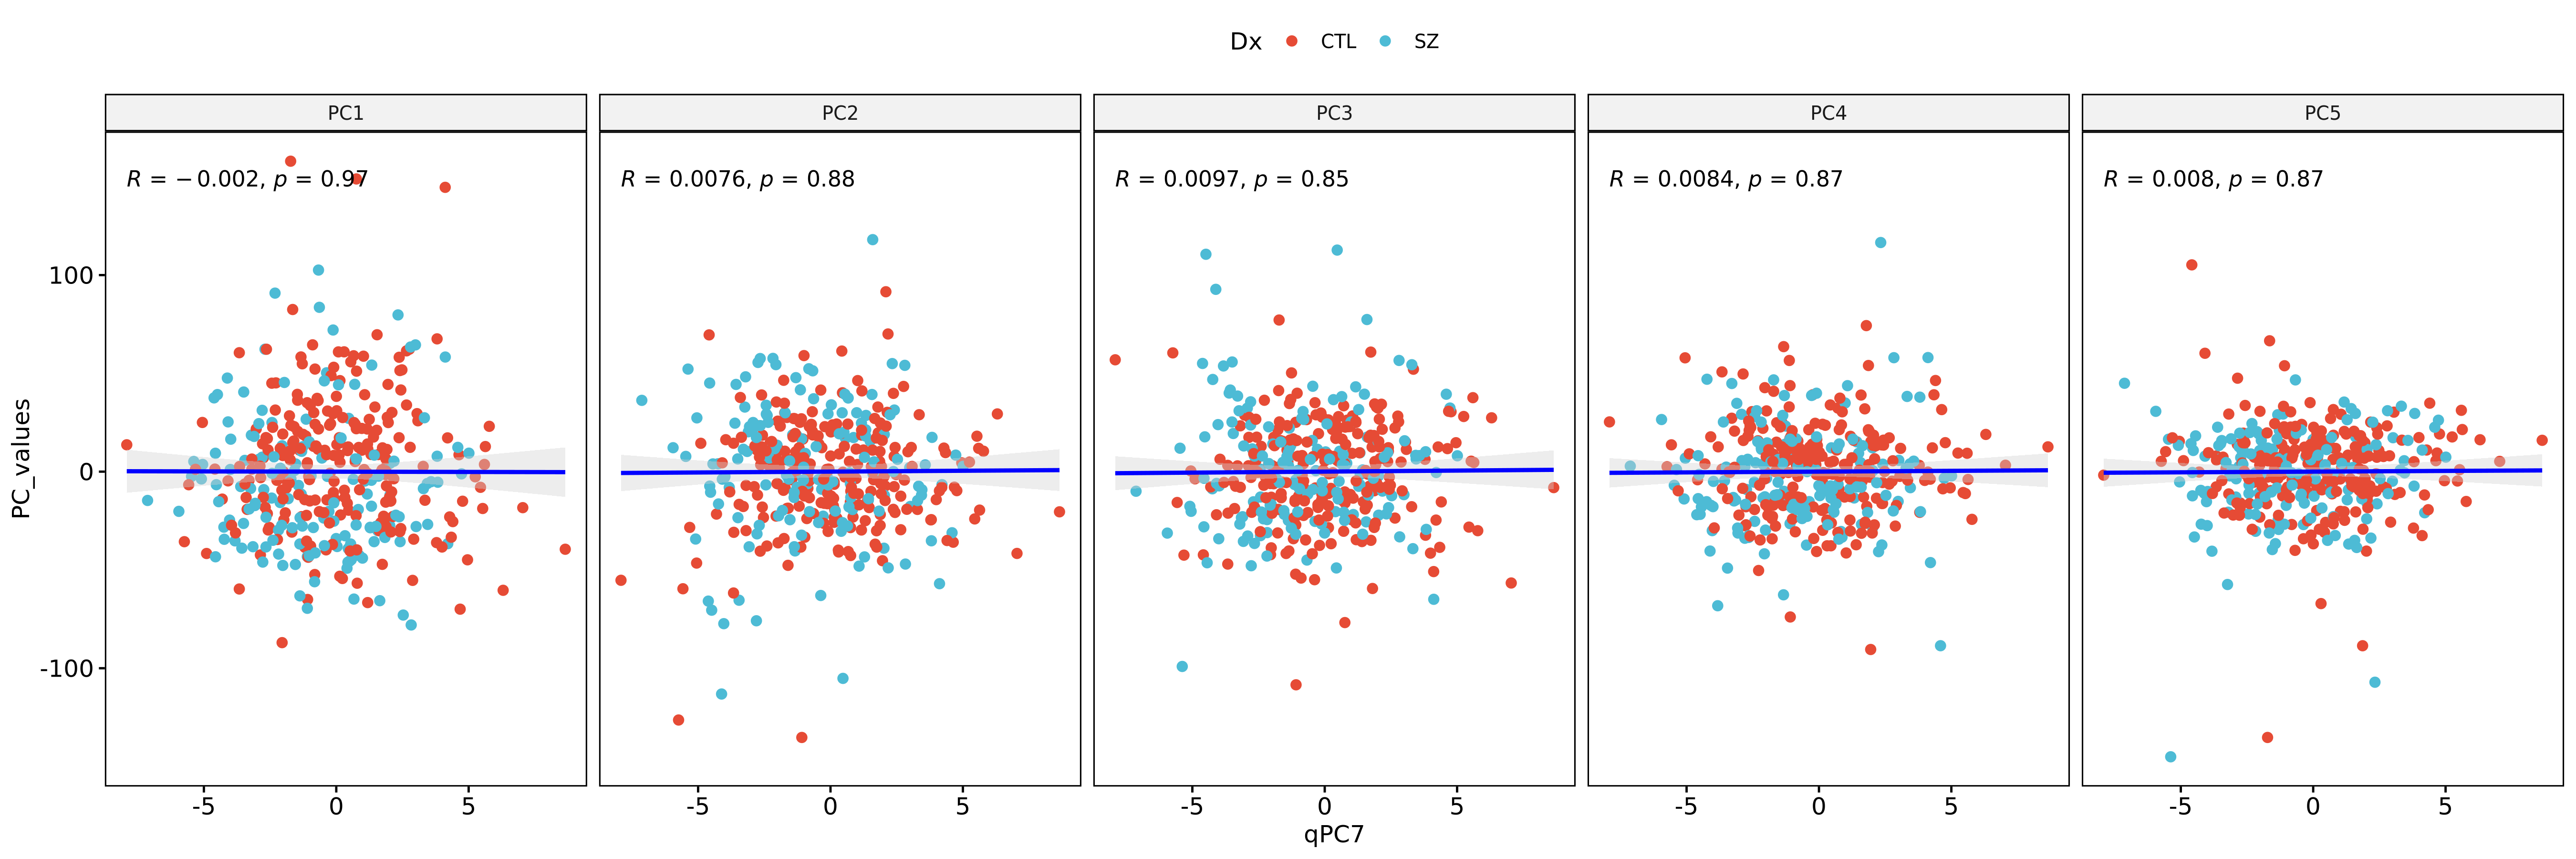 Dx CTL SZ
PC1 PC2 PC3 PC4 PC5
R = −0.002, p = 0.97 R = 0.0076, p = 0.88 R = 0.0097, p = 0.85 R = 0.0084, p = 0.87 R = 0.008, p = 0.87
100
0
-100
PC_values
-5 0 5 -5 0 5 -5 0 5 -5 0 5 -5 0 5
qPC7